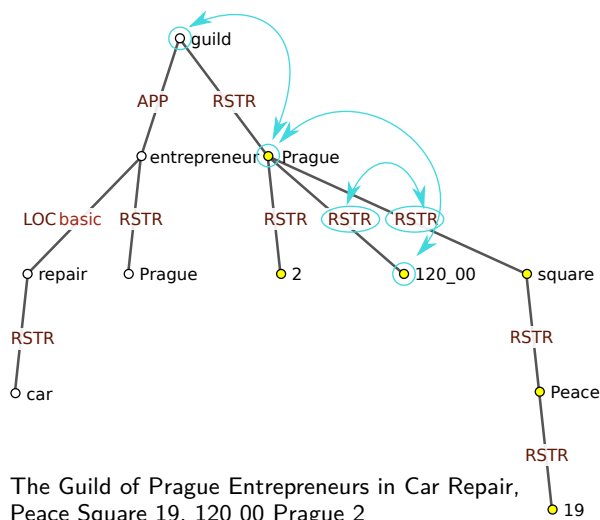 guild
APP RSTR
entrepreneur Prague
LOC basic RSTR RSTR RSTR RSTR
repair Prague 2 120_00 square
RSTR RSTR
car Peace
RSTR
The Guild of Prague Entrepreneurs in Car Repair,
Peace Square 19, 120 00 Prague 2
19